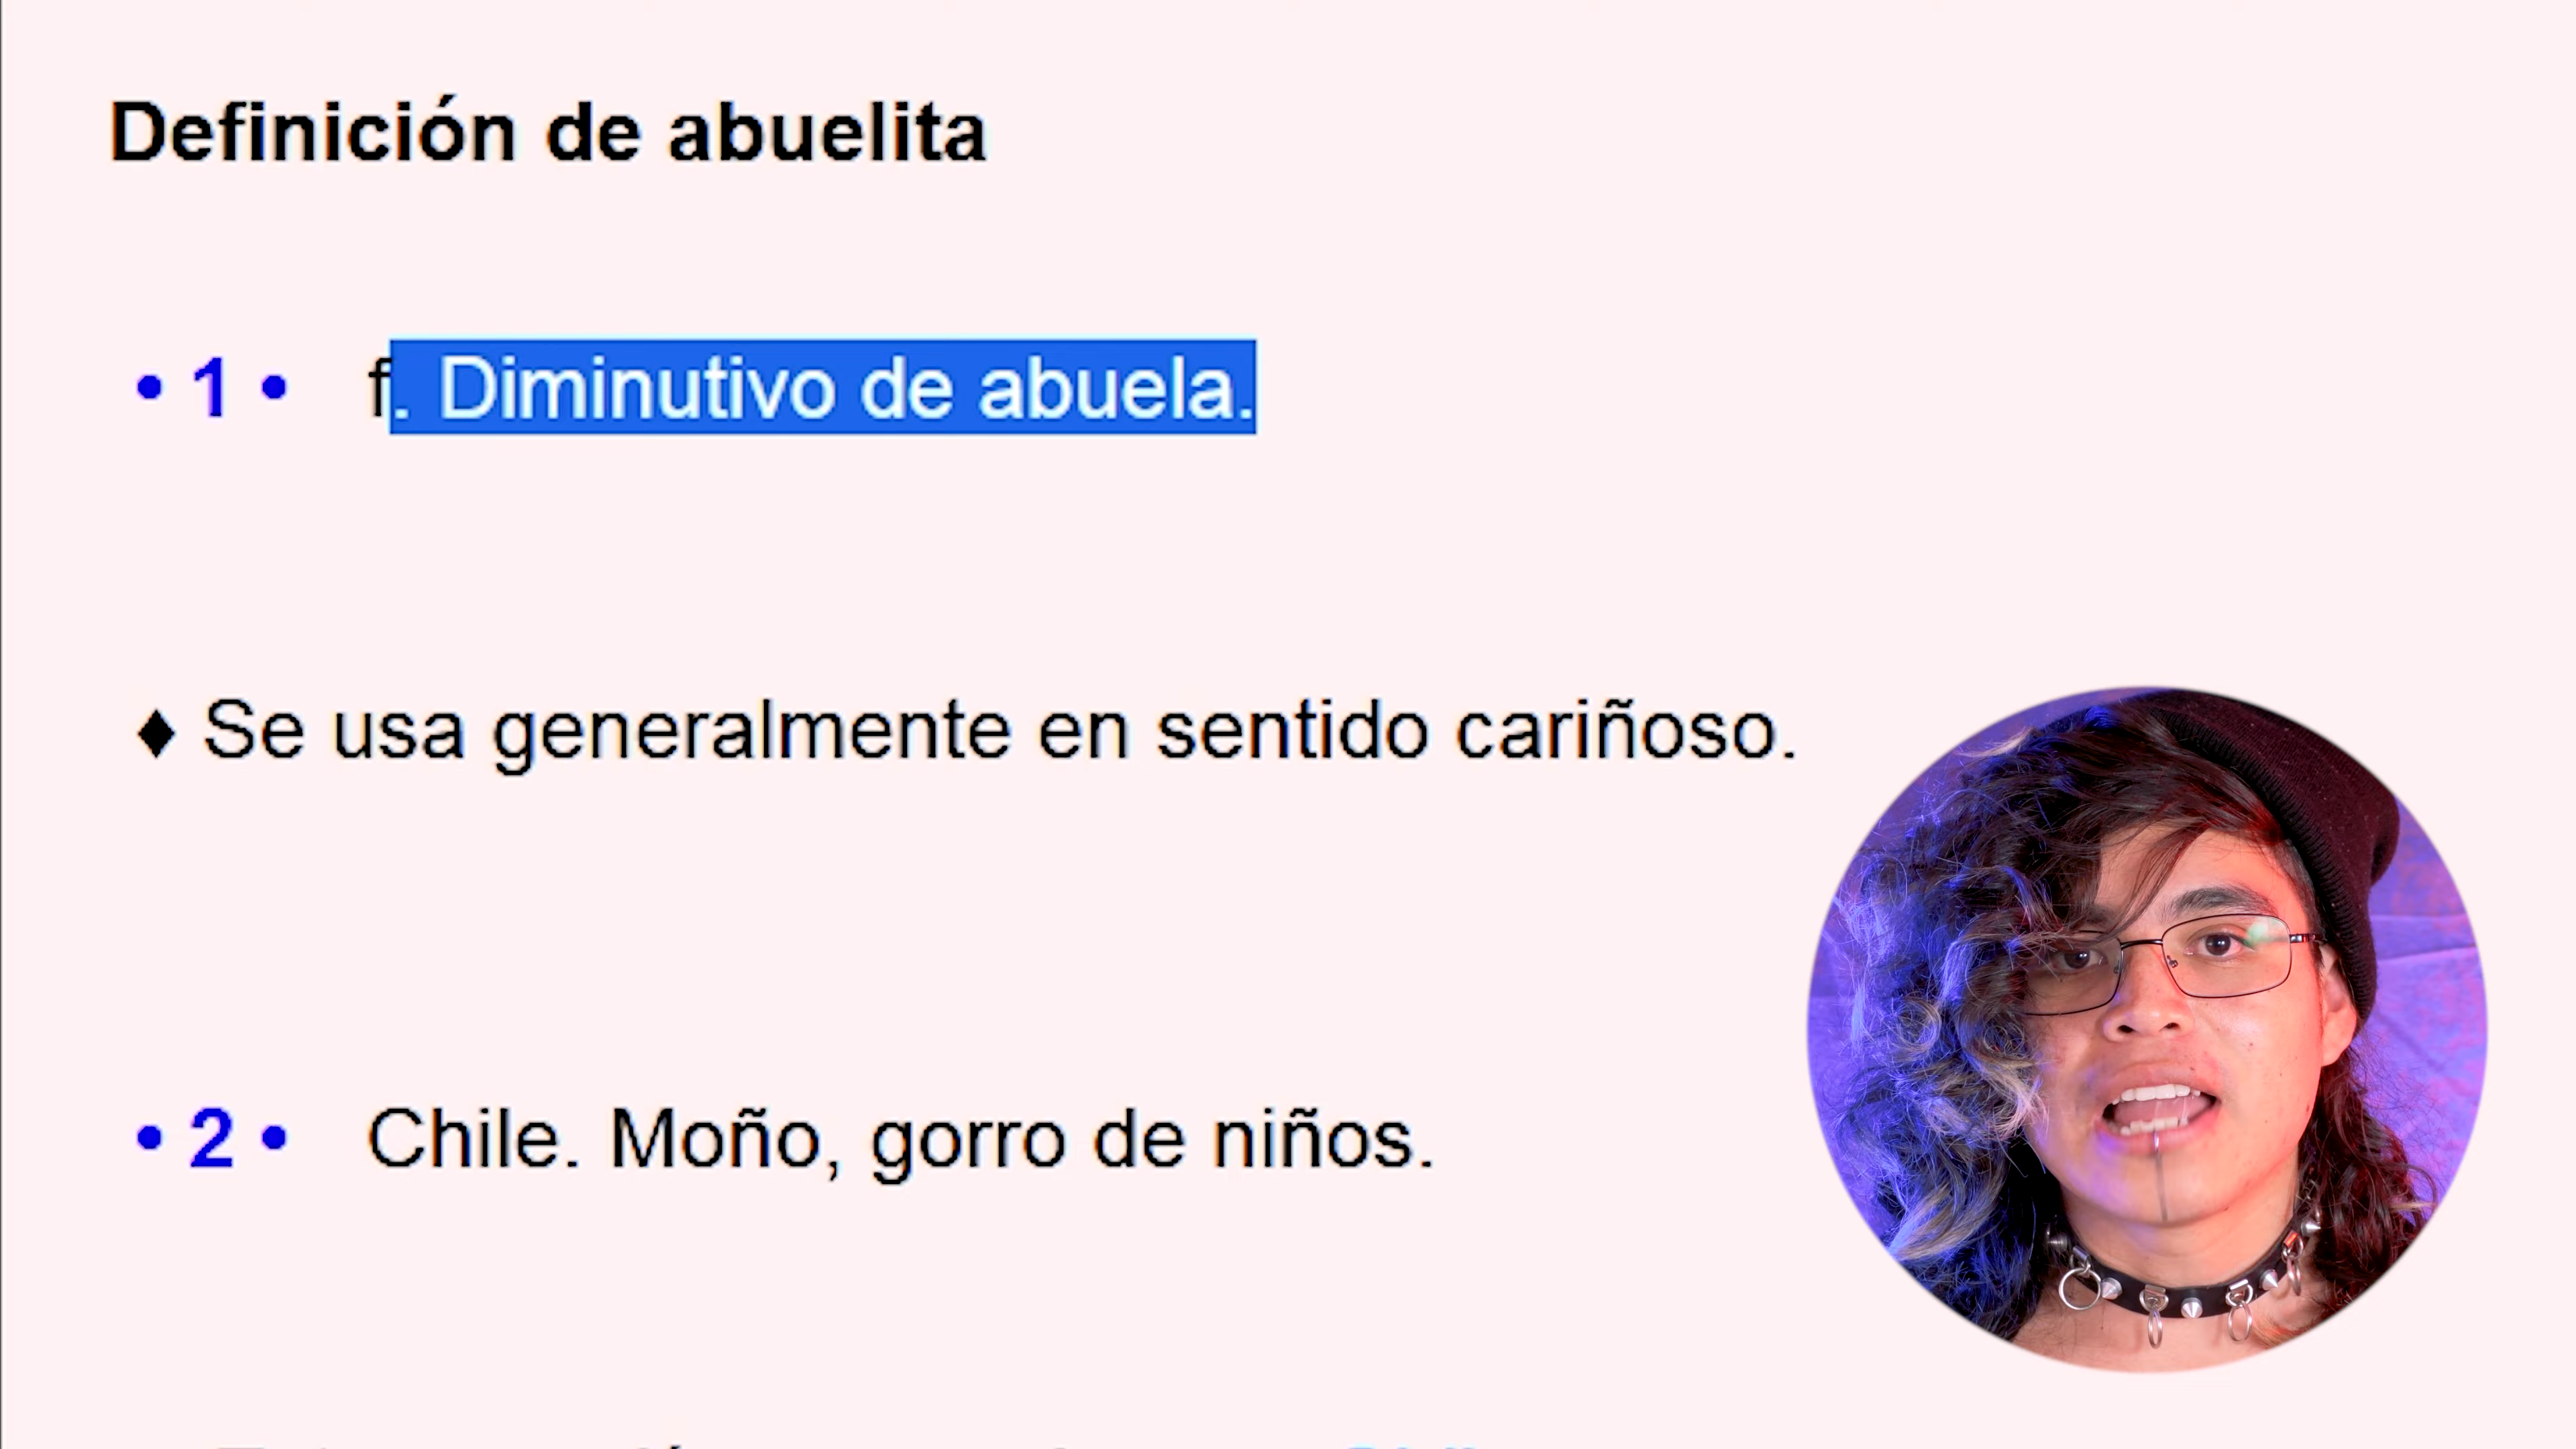 Definición de abuelita
• 1 • f. Diminutivo de abuela.
♦ Se usa generalmente en sentido cariñoso.
• 2 • Chile. Moño, gorro de niños.